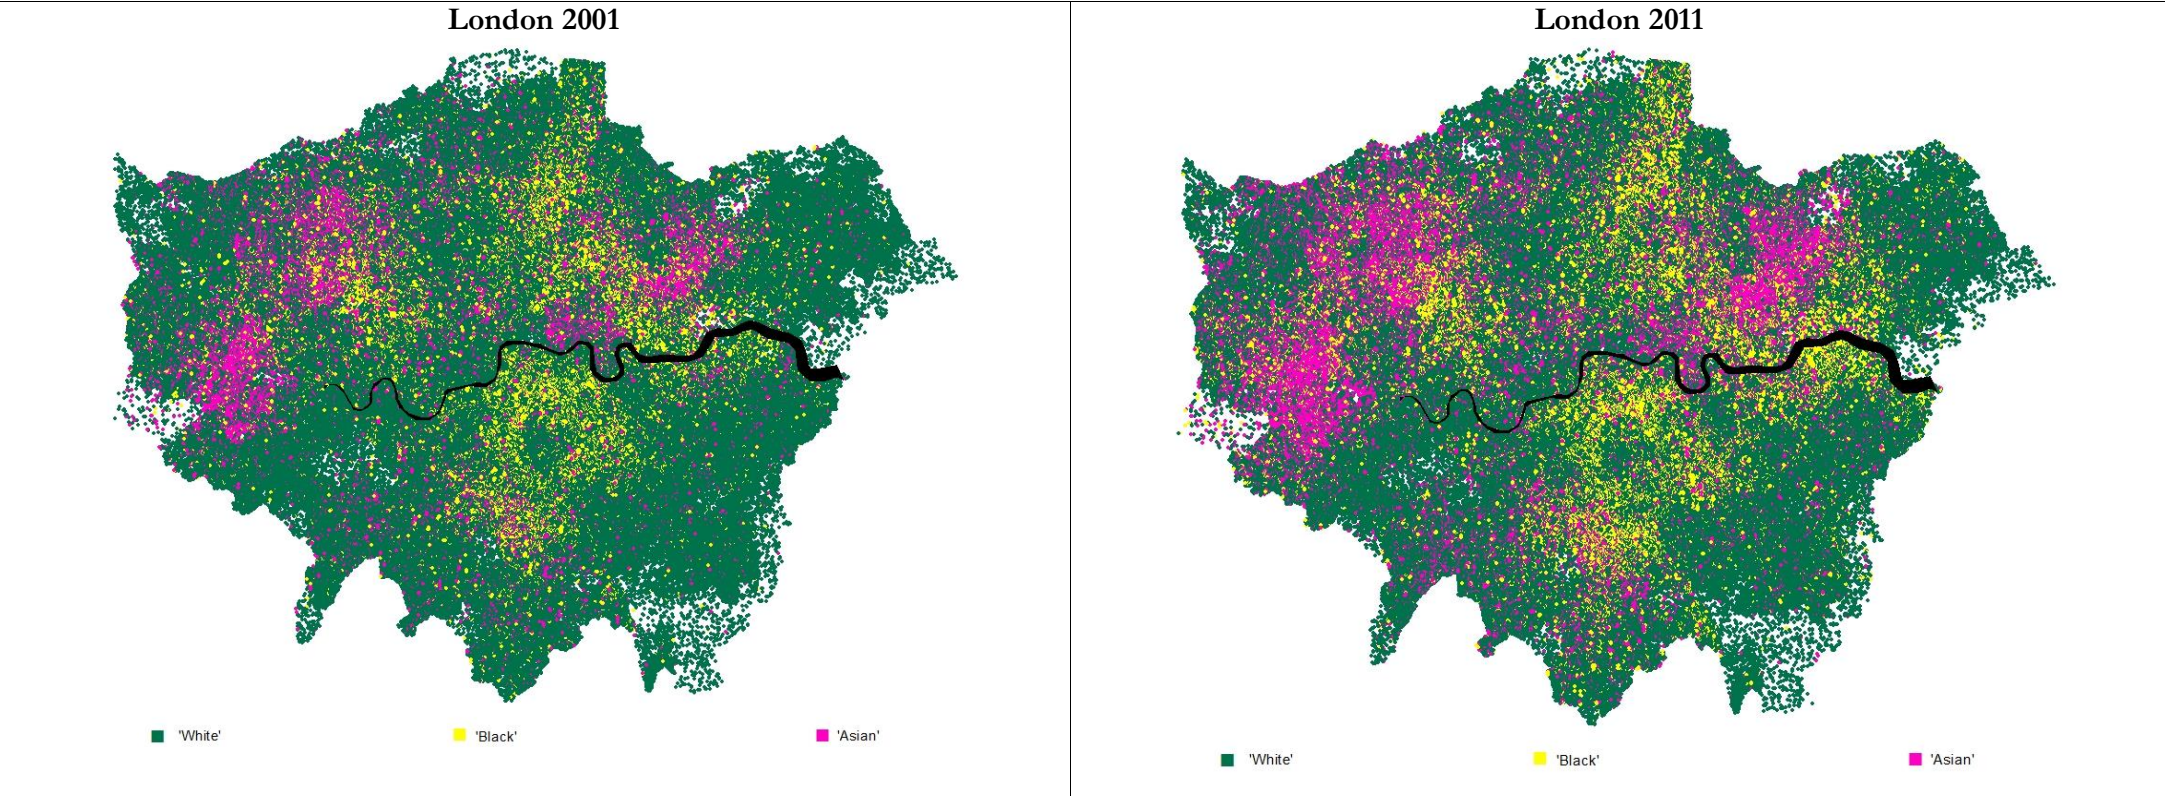 London 2001
'White' 'Black' 'Asian'
London 2011
'White' 'Black' 'Asian'